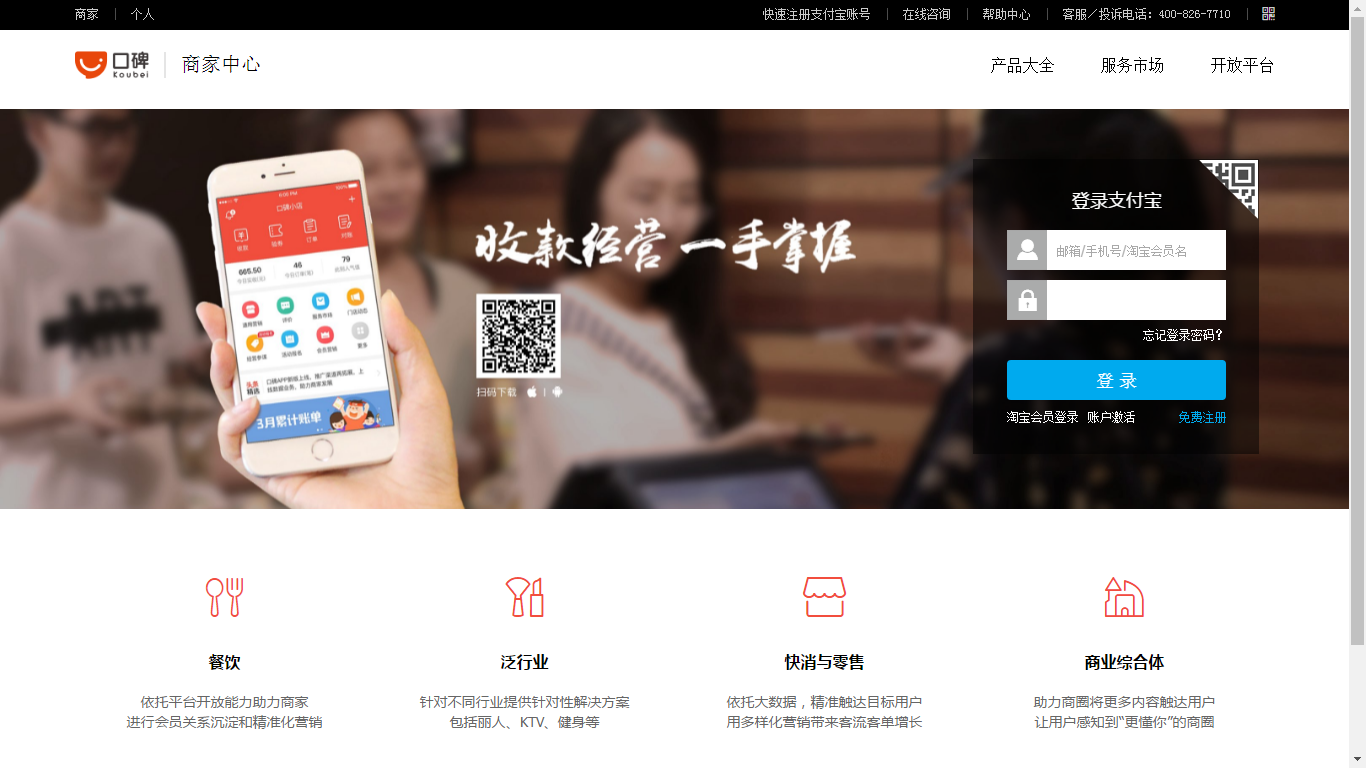 商家 个人 快速注册支付宝账号 在线咨询 帮助中心 客服／投诉电话：400-826-7710
口碑 Koubei 商家中心 产品大全 服务市场 开放平台
收款经营 一手掌握
扫码下载
口碑小店
665.50 46 79
3月累计账单
登录支付宝
邮箱/手机号/淘宝会员名
忘记登录密码?
登 录
淘宝会员登录 账户激活 免费注册
餐饮
依托平台开放能力助力商家
进行会员关系沉淀和精准化营销
泛行业
针对不同行业提供针对性解决方案
包括丽人、KTV、健身等
快消与零售
依托大数据，精准触达目标用户
用多样化营销带来客流客单增长
商业综合体
助力商圈将更多内容触达用户
让用户感知到“更懂你”的商圈